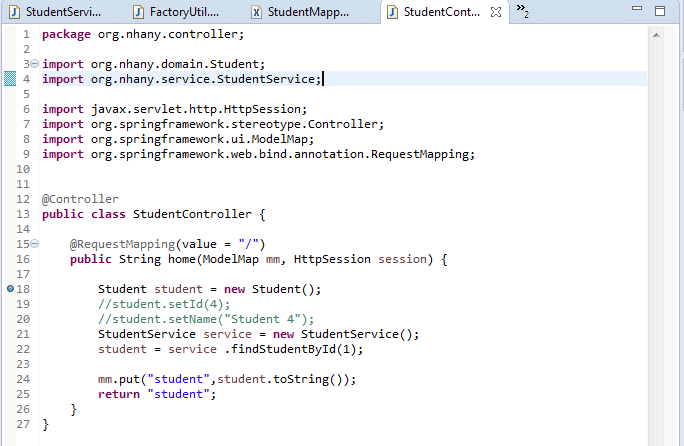 StudentServi... FactoryUtil.... StudentMapp... StudentCont... »2
1 package org.nhany.controller;
2
3 import org.nhany.domain.Student;
4 import org.nhany.service.StudentService;
5
6 import javax.servlet.http.HttpSession;
7 import org.springframework.stereotype.Controller;
8 import org.springframework.ui.ModelMap;
9 import org.springframework.web.bind.annotation.RequestMapping;
10
11
12 @Controller
13 public class StudentController {
14
15 @RequestMapping(value = "/")
16 public String home(ModelMap mm, HttpSession session) {
17
18 Student student = new Student();
19 //student.setId(4);
20 //student.setName("Student 4");
21 StudentService service = new StudentService();
22 student = service .findStudentById(1);
23
24 mm.put("student",student.toString());
25 return "student";
26 }
27 }